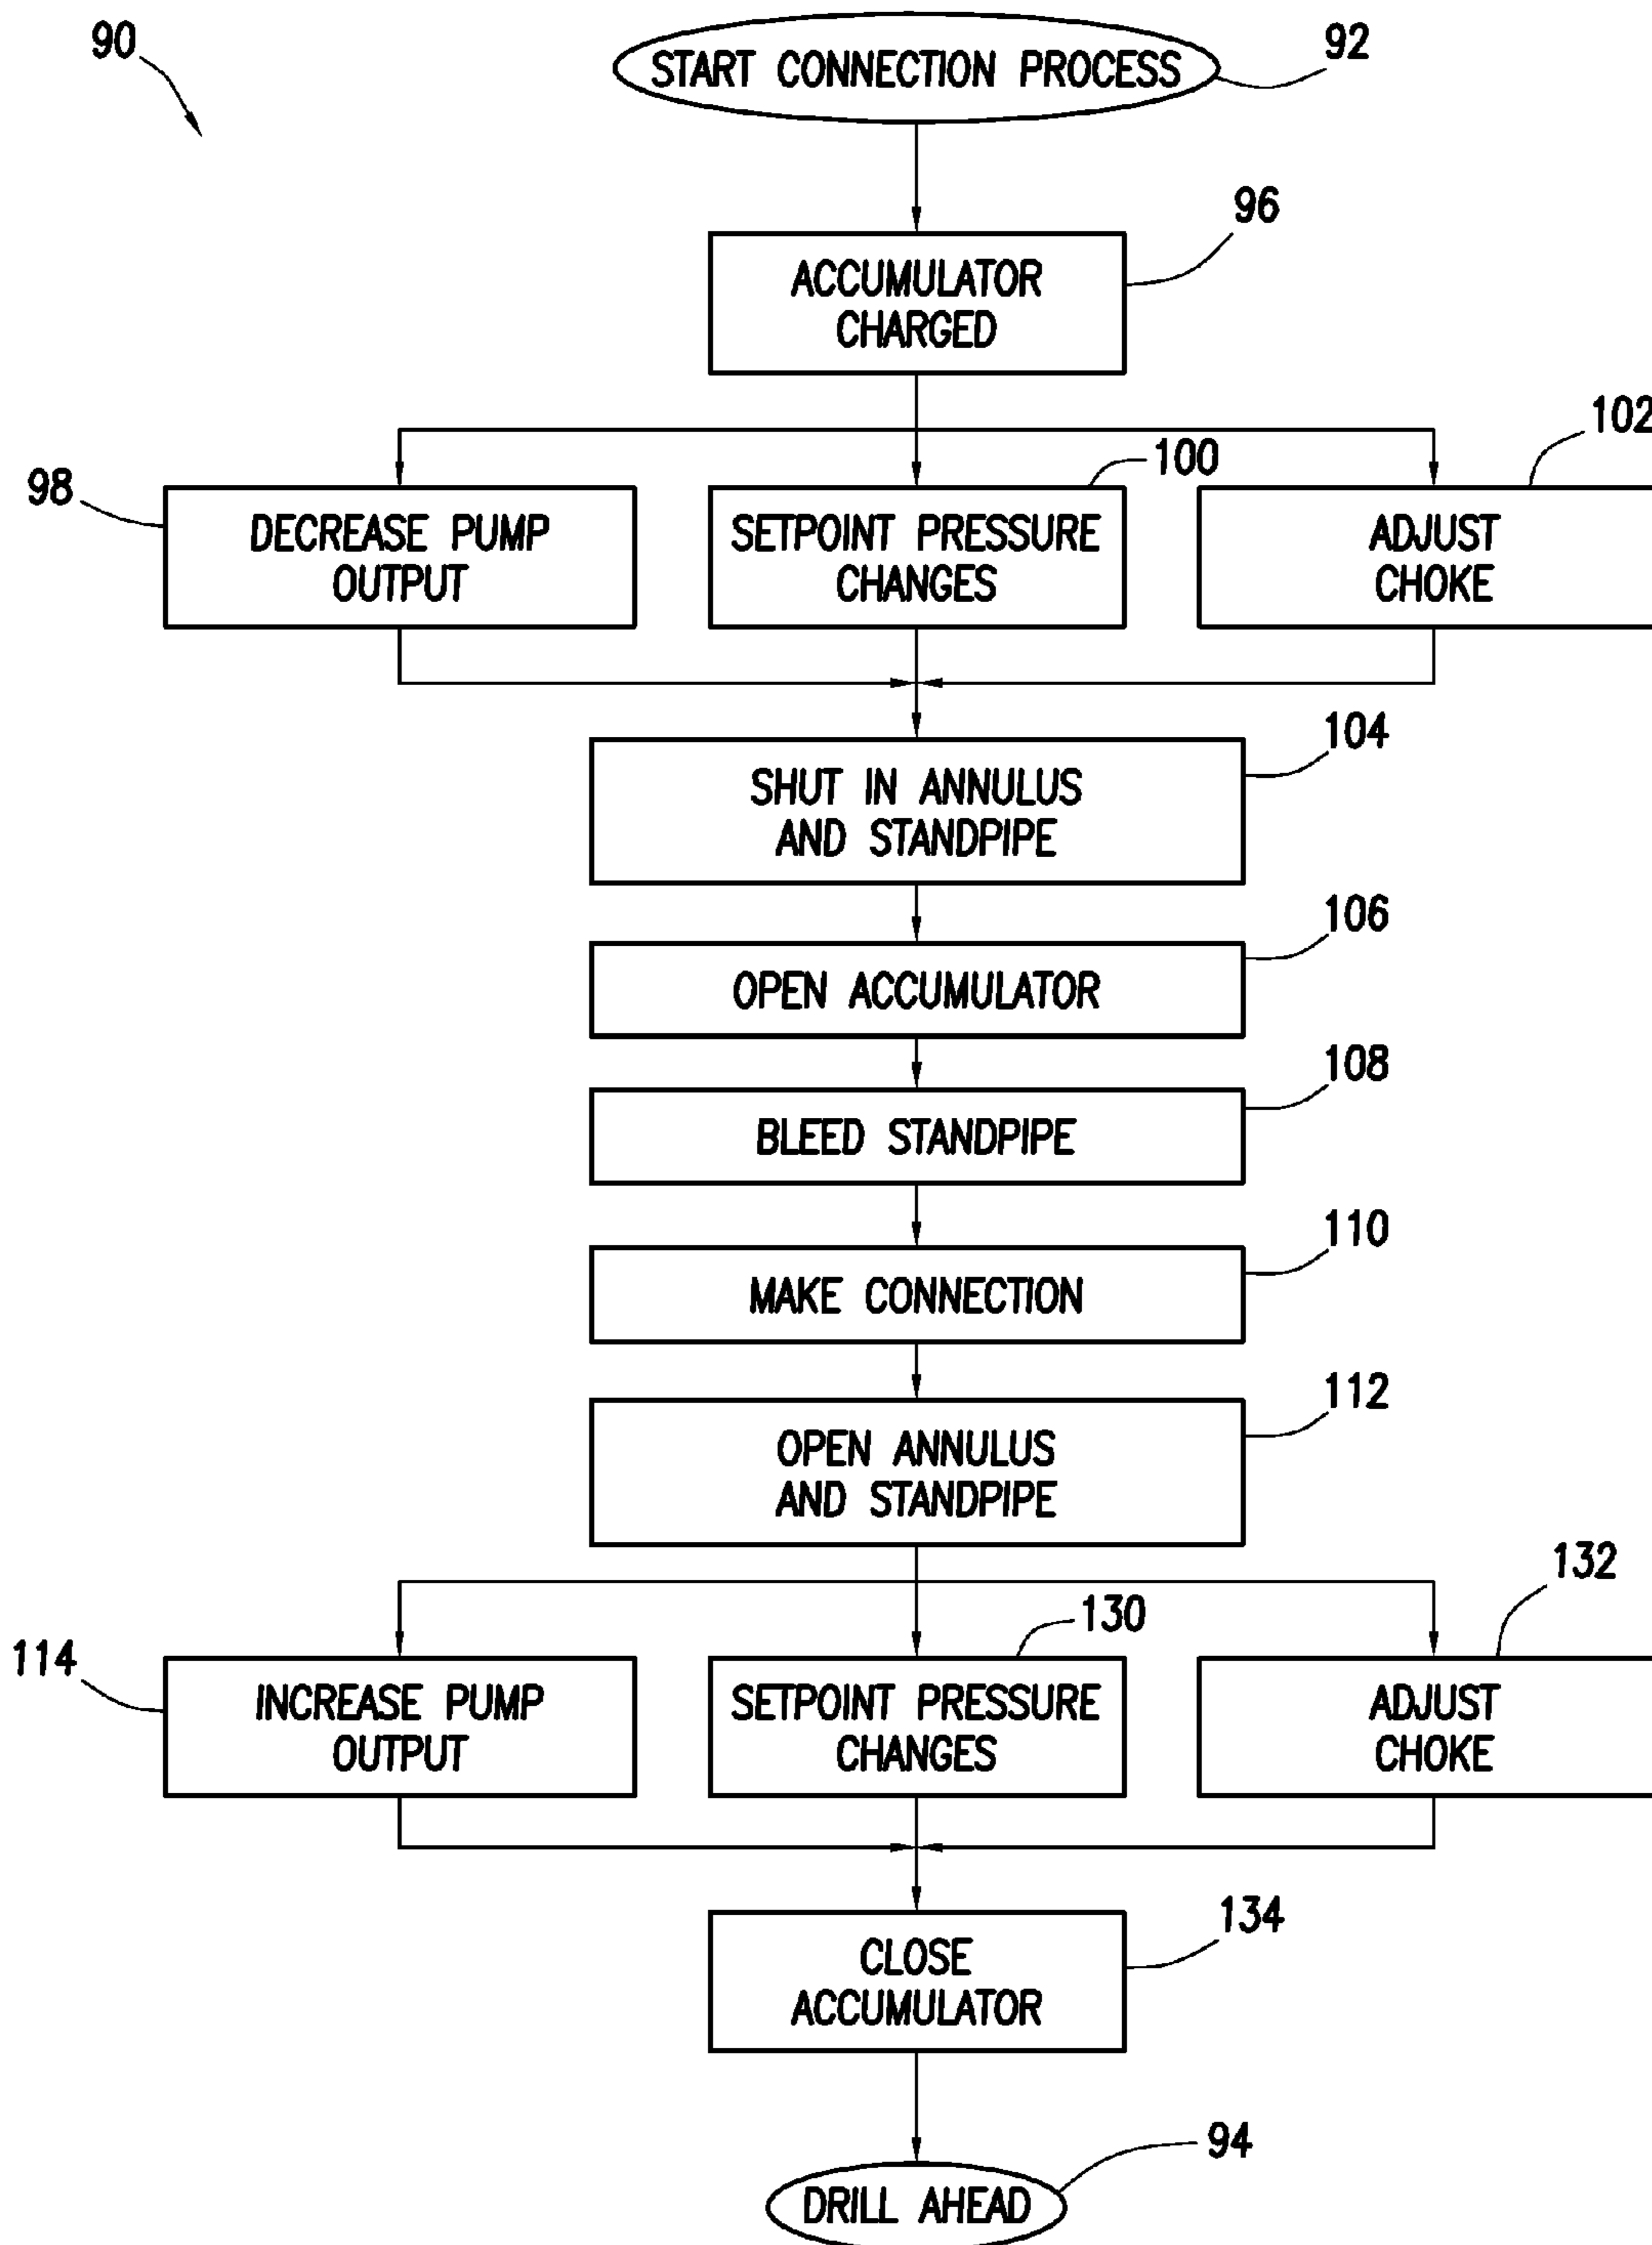 90
START CONNECTION PROCESS
92
96
ACCUMULATOR
CHARGED
102
98
100
DECREASE PUMP
OUTPUT
SETPOINT PRESSURE
CHANGES
ADJUST
CHOKE
104
SHUT IN ANNULUS
AND STANDPIPE
106
OPEN ACCUMULATOR
108
BLEED STANDPIPE
110
MAKE CONNECTION
112
OPEN ANNULUS
AND STANDPIPE
132
130
114
INCREASE PUMP
OUTPUT
SETPOINT PRESSURE
CHANGES
ADJUST
CHOKE
134
CLOSE
ACCUMULATOR
94
DRILL AHEAD